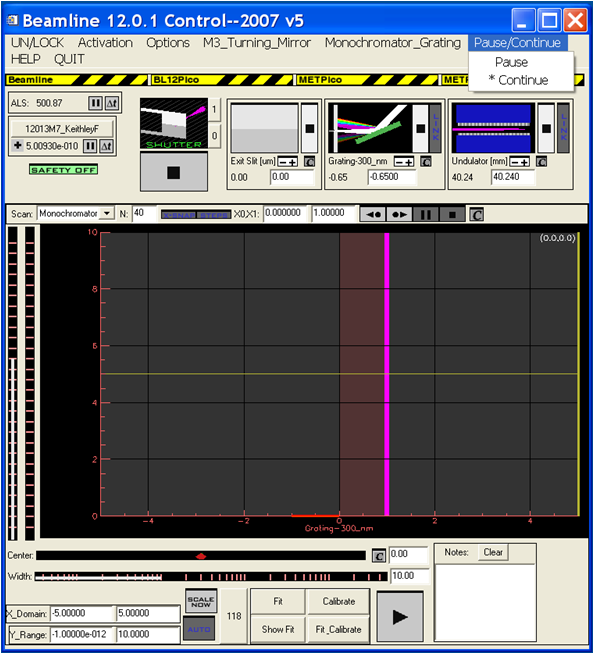 Beamline 12.0.1 Control--2007 v5
UN/LOCK Activation Options M3_Turning_Mirror Monochromator_Grating Pause/Continue
HELP QUIT
Pause
* Continue
Beamline BL12Pico METPico
ALS: 500.87 Δt
12013M7_KeithleyF
5.00930e-010 Δt
SAFETY OFF
SHUTTER
1
0
Exit Slit [um] -+ C
0.00 0.00
Grating-300_nm -+ C
-0.65 -0.6500
LINE
Undulator [mm] -+ C
40.24 40.240
LINE
Scan: Monochromator N: 40 X0,X1: 0.000000 1.00000 C
(0.0,0.0)
10
8
6
4
2
0
-4 -2 0 2 4
Grating-300_nm
Center: C 0.00
Width: 10.00
X_Domain: -5.00000 5.00000
Y_Range: -1.00000e-012 10.0000
SCALE NOW
AUTO
118
Fit Calibrate
Show Fit Fit_Calibrate
Notes: Clear